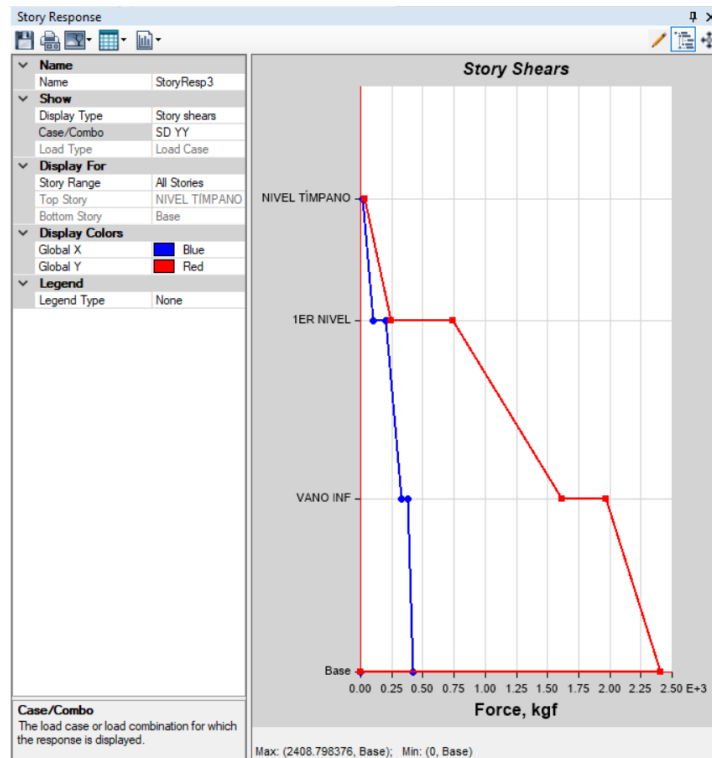 Story Response
Name
Name StoryResp3
Show
Display Type Story shears
Case/Combo SD YY
Load Type Load Case
Display For
Story Range All Stories
Top Story NIVEL TÍMPANO
Bottom Story Base
Display Colors
Global X Blue
Global Y Red
Legend
Legend Type None
Case/Combo
The load case or load combination for which
the response is displayed.
Story Shears
NIVEL TÍMPANO
1ER NIVEL
VANO INF
Base
0.00 0.25 0.50 0.75 1.00 1.25 1.50 1.75 2.00 2.25 2.50 E+3
Force, kgf
Max: (2408.798376, Base); Min: (0, Base)